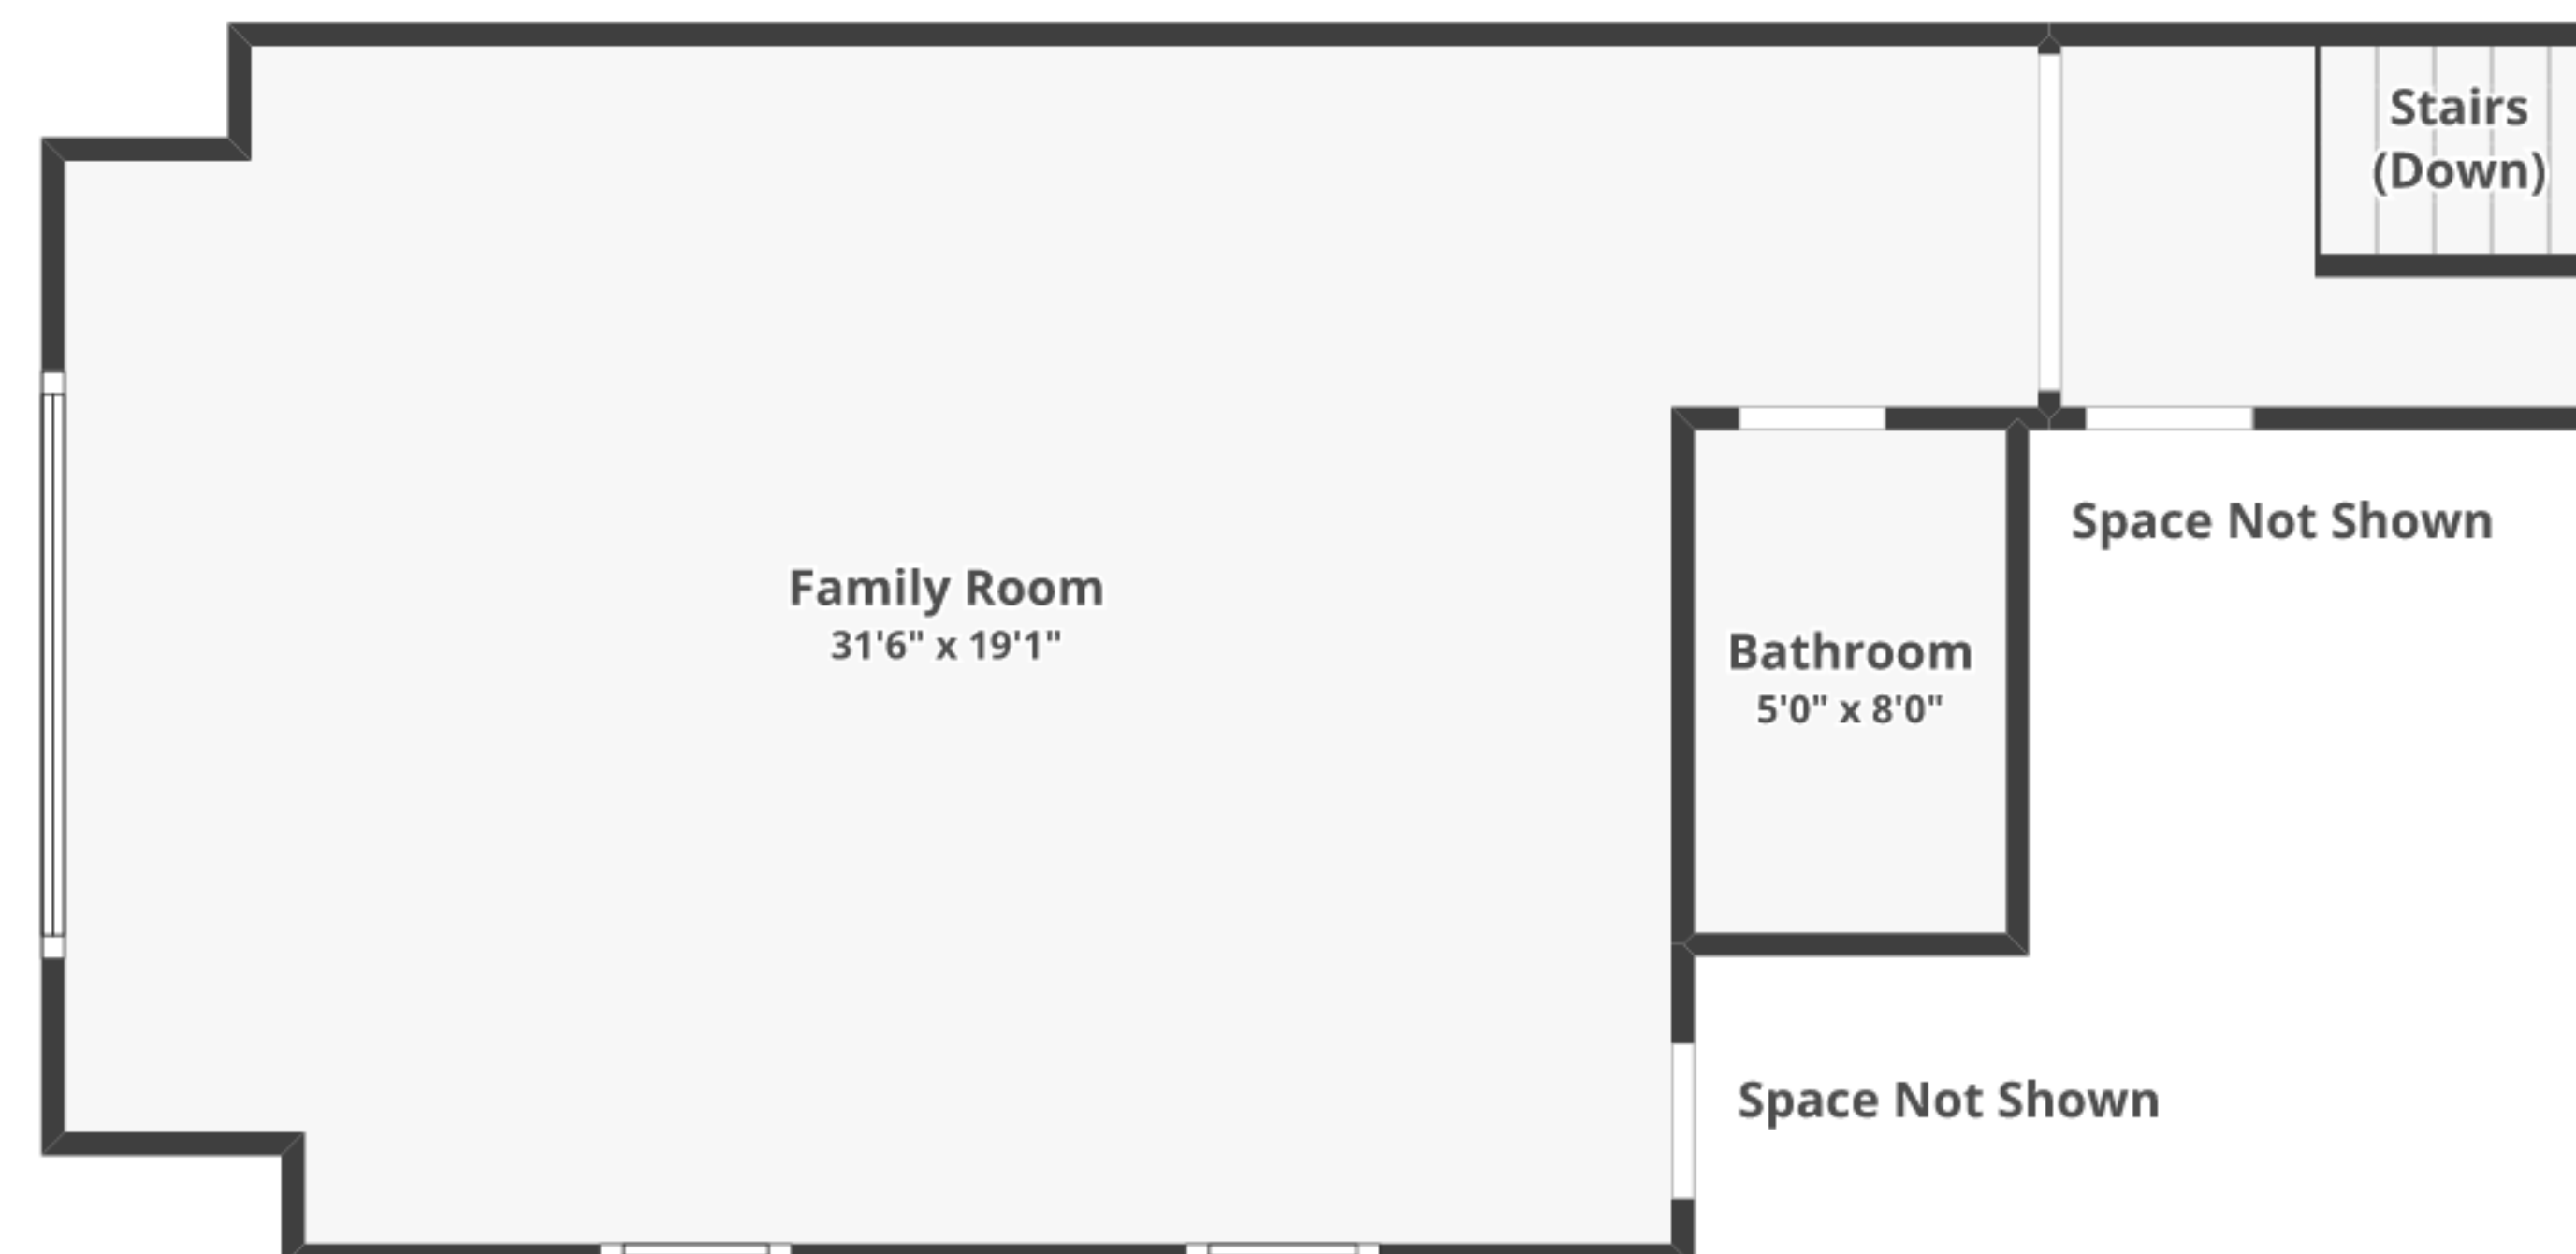 Stairs
(Down)
Space Not Shown
Family Room
31'6" x 19'1"
Bathroom
5'0" x 8'0"
Space Not Shown